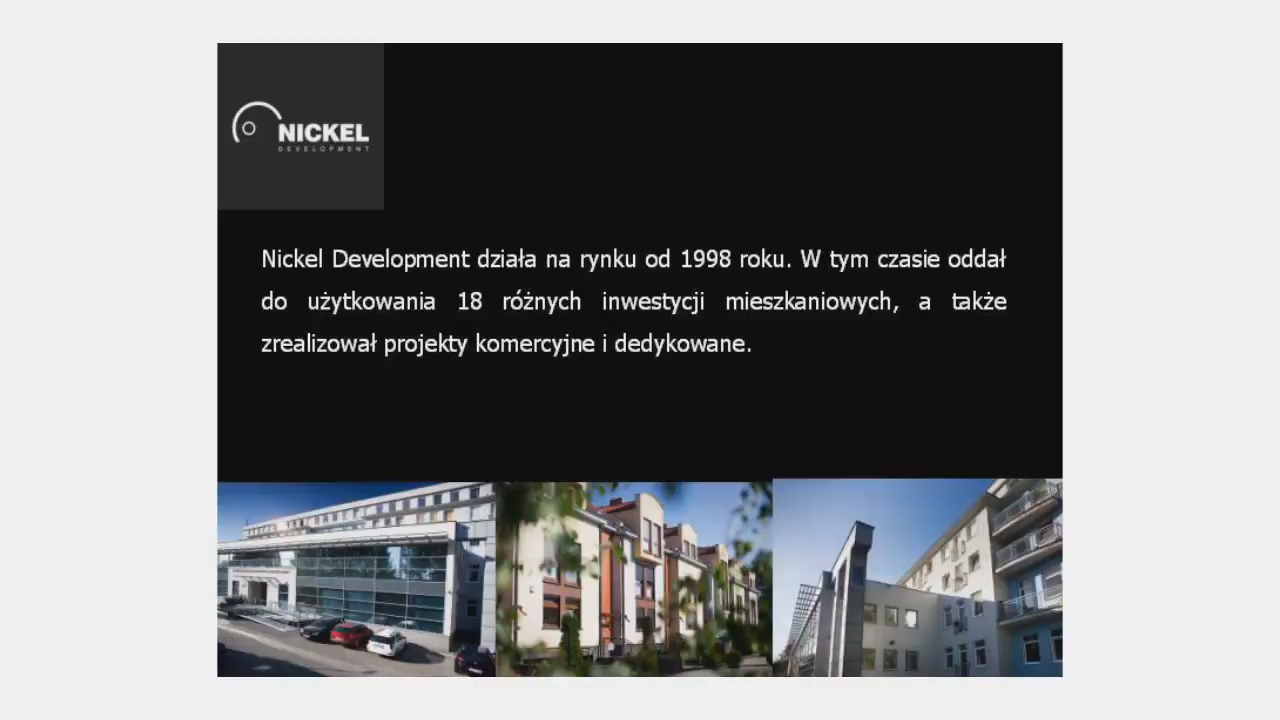 NICKEL
DEVELOPMENT
Nickel Development działa na rynku od 1998 roku. W tym czasie oddał
do użytkowania 18 różnych inwestycji mieszkaniowych, a także
zrealizował projekty komercyjne i dedykowane.